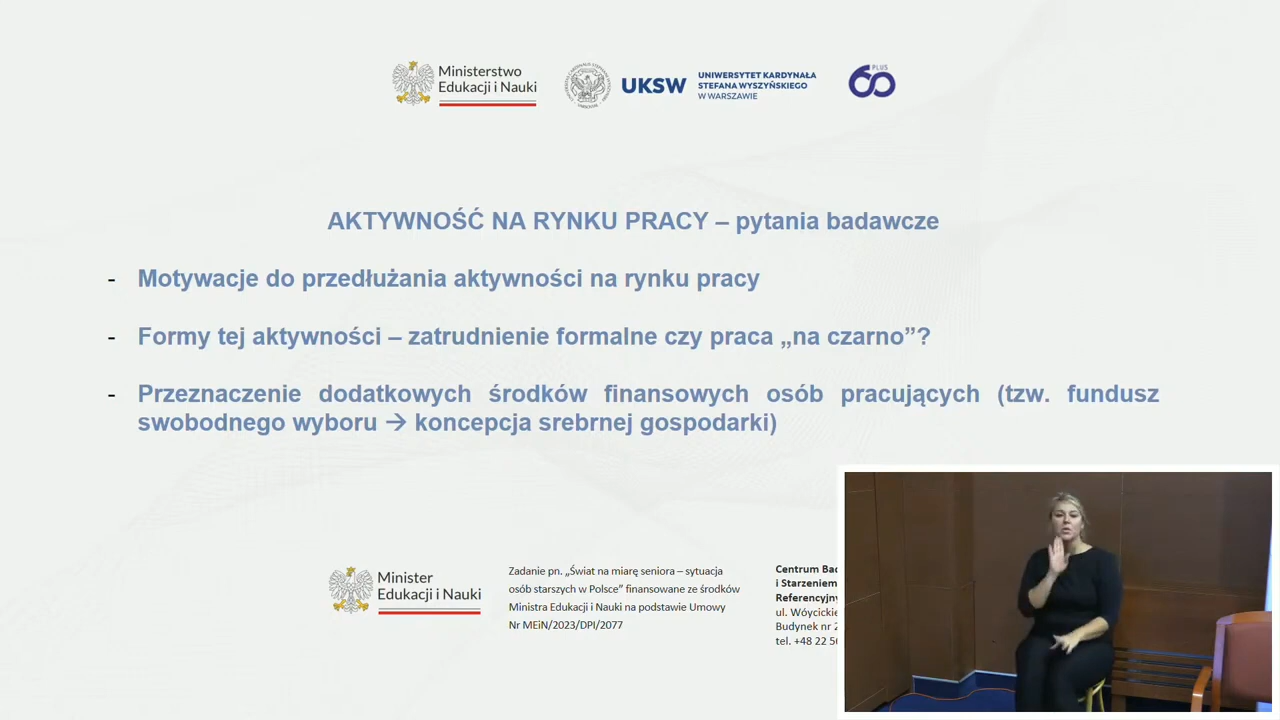 Ministerstwo
Edukacji i Nauki
UKSW
UNIWERSYTET KARDYNAŁA
STEFANA WYSZYŃSKIEGO
W WARSZAWIE
60 PLUS
AKTYWNOŚĆ NA RYNKU PRACY – pytania badawcze
- Motywacje do przedłużania aktywności na rynku pracy
- Formy tej aktywności – zatrudnienie formalne czy praca „na czarno”?
- Przeznaczenie dodatkowych środków finansowych osób pracujących (tzw. fundusz
swobodnego wyboru → koncepcja srebrnej gospodarki)
Minister
Edukacji i Nauki
Zadanie pn. „Świat na miarę seniora – sytuacja
osób starszych w Polsce” finansowane ze środków
Ministra Edukacji i Nauki na podstawie Umowy
Nr MEiN/2023/DPI/2077
Centrum Bad
i Starzeniem
Referencyjny
ul. Wóycickie
Budynek nr 2
tel. +48 22 56